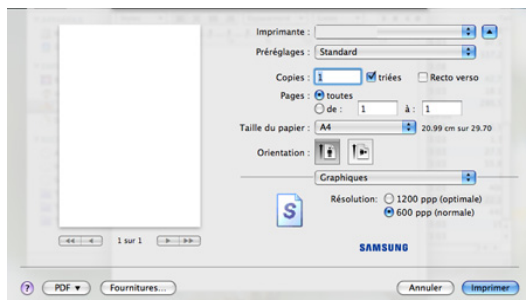 Imprimante :
Préréglages : Standard
Copies : 1 triées Recto verso
Pages : toutes
de : 1 à : 1
Taille du papier : A4 20.99 cm sur 29.70
Orientation :
Graphiques
Résolution: 1200 ppp (optimale)
600 ppp (normale)
S
1 sur 1
SAMSUNG
? PDF Fournitures... Annuler Imprimer